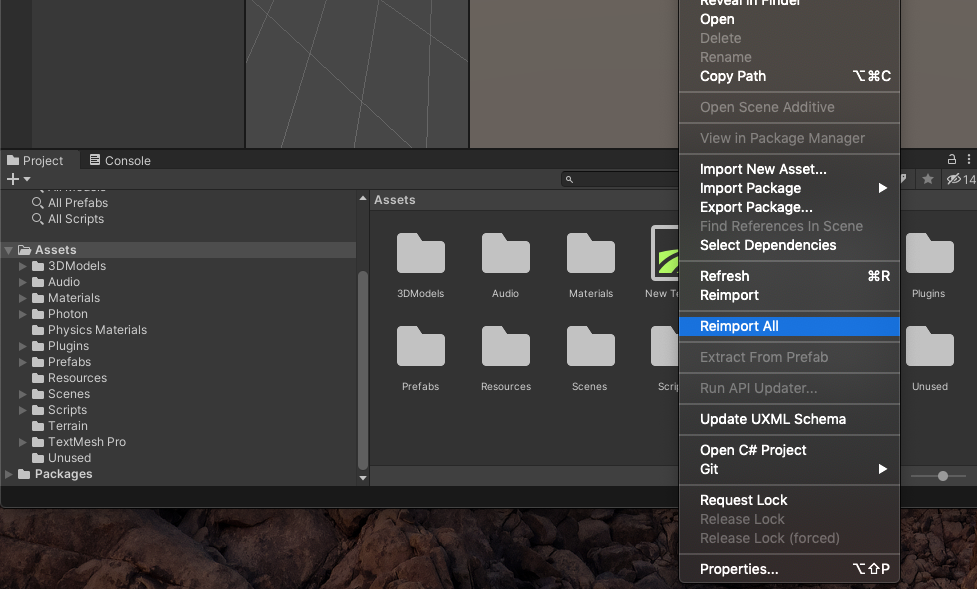 Reveal in Finder
Open
Delete
Rename
Copy Path ⌥⌘C
Open Scene Additive
View in Package Manager
Import New Asset...
Import Package
Export Package...
Find References In Scene
Select Dependencies
Refresh ⌘R
Reimport
Reimport All
Extract From Prefab
Run API Updater...
Update UXML Schema
Open C# Project
Git
Request Lock
Release Lock
Release Lock (forced)
Properties... ⌥⇧P
Project
Console
14
All Models
All Prefabs
All Scripts
Assets
3DModels
Audio
Materials
Photon
Physics Materials
Plugins
Prefabs
Resources
Scenes
Scripts
Terrain
TextMesh Pro
Unused
Packages
Assets
3DModels
Audio
Materials
New Te
Plugins
Prefabs
Resources
Scenes
Scrip
Unused